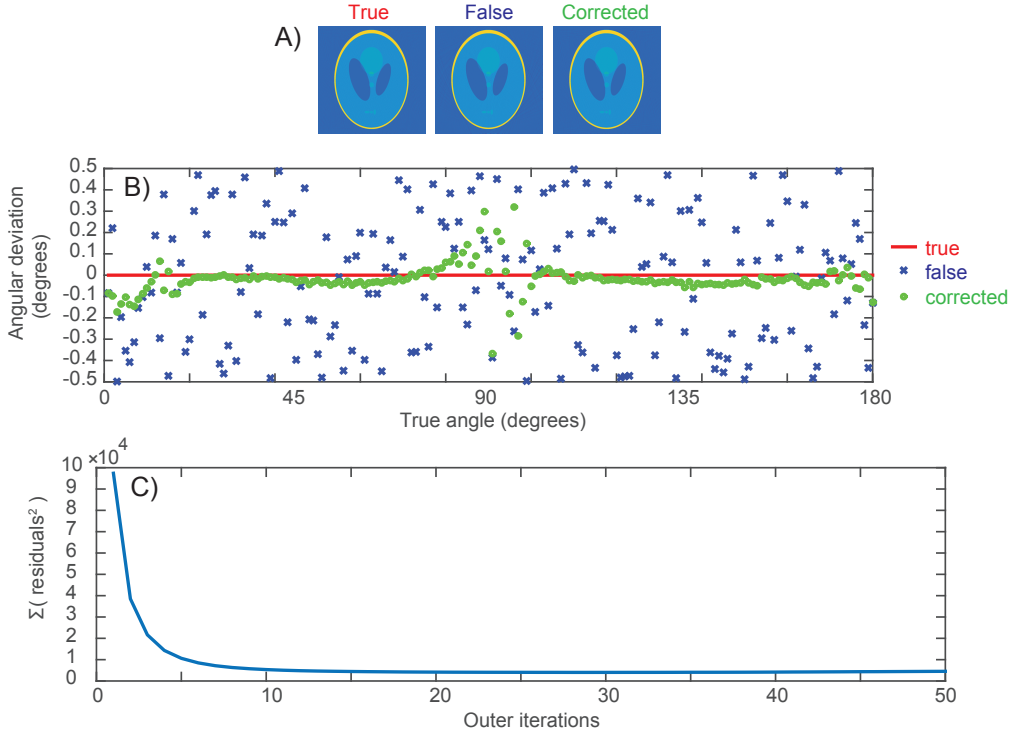 True False Corrected
A)
B)
0.5
0.4
0.3
0.2
0.1
0
-0.1
-0.2
-0.3
-0.4
-0.5
Angular deviation
(degrees)
0 45 90 135 180
True angle (degrees)
true
false
corrected
C)
×10⁴
10
9
8
7
6
5
4
3
2
1
0
Σ( residuals² )
0 10 20 30 40 50
Outer iterations